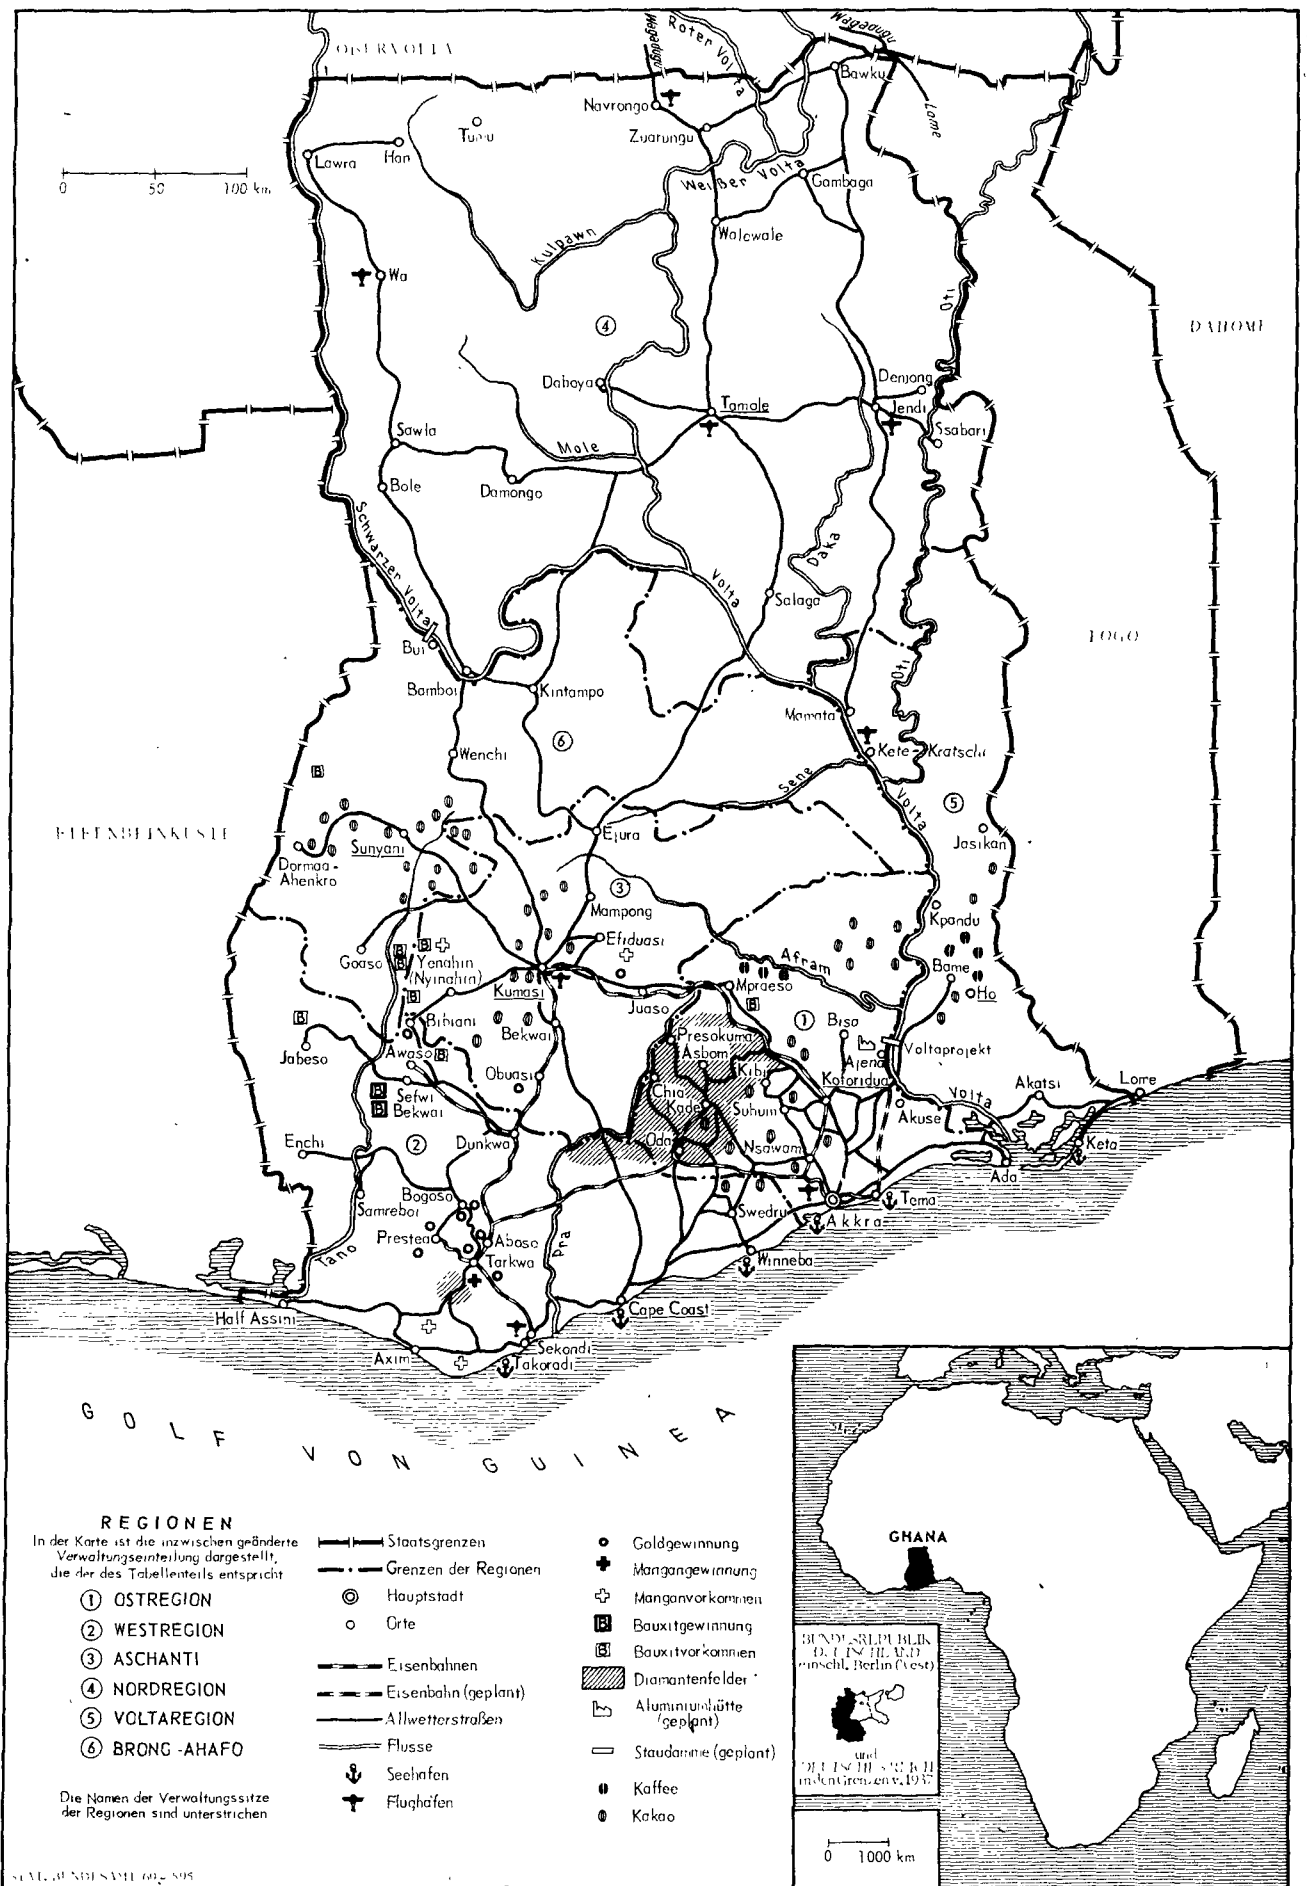 OBERVOLTA
Wagadugu
Roter Volta
Lome
Bawku
Navrongo
Tumu
Zuarungu
Lawra
Han
0 50 100 km
Weißer Volta
Gambaga
Walewale
Kulpawn
Wa
Oti
DAHOME
④
Daboya
Tamale
Denjong
Jendi
Ssabari
Sawla
Mole
Bole
Damongo
Schwarzer Volta
Daka
Volta
Salaga
Bui
Bamboi
Kintampo
Oti
TOGO
Mamata
Kete-Kratschi
Wenchi
⑥
Sene
Volta
⑤
ELFENBEINKÜSTE
Sunyani
Ejura
Jasikan
Dormaa-
Ahenkro
③
Mampong
Kpandu
Goaso
Yenahin
(Nyinahin)
Efiduasi
Afram
Bame
Ho
Kumasi
Juaso
Mpraeso
Jabeso
Bibiani
Bekwai
Presokuma
①
Biso
Awaso
Asbom
Ajena
Voltaprojekt
Obuasi
Kibi
Koforidua
Sefwi
Bekwai
Chia
Kade
Suhum
Akuse
Volta
Akatsi
Lome
Enchi
②
Dunkwa
Oda
Nsawam
Keta
Ada
Samreboi
Bogoso
Swedru
Tema
Akkra
Prestea
Aboso
Tarkwa
Tano
Pra
Winneba
Half Assini
Cape Coast
Axim
Sekondi
Takoradi
GOLF VON GUINEA
REGIONEN
In der Karte ist die inzwischen geänderte
Verwaltungseinteilung dargestellt,
die der des Tabellenteils entspricht
① OSTREGION
② WESTREGION
③ ASCHANTI
④ NORDREGION
⑤ VOLTAREGION
⑥ BRONG-AHAFO
Die Namen der Verwaltungssitze
der Regionen sind unterstrichen
Staatsgrenzen
Grenzen der Regionen
Hauptstadt
Orte
Eisenbahnen
Eisenbahn (geplant)
Allwetterstraßen
Flüsse
Seehäfen
Flughäfen
Goldgewinnung
Mangangewinnung
Manganvorkommen
B Bauxitgewinnung
B Bauxitvorkommen
Diamantenfelder
Aluminiumhütte
(geplant)
Staudämme (geplant)
Kaffee
Kakao
GHANA
BUNDESREPUBLIK
DEUTSCHLAND
einschl. Berlin (West)
und
DEUTSCHES REICH
in den Grenzen v. 1937
0 1000 km
STAT. BUNDESAMT 60 - 595